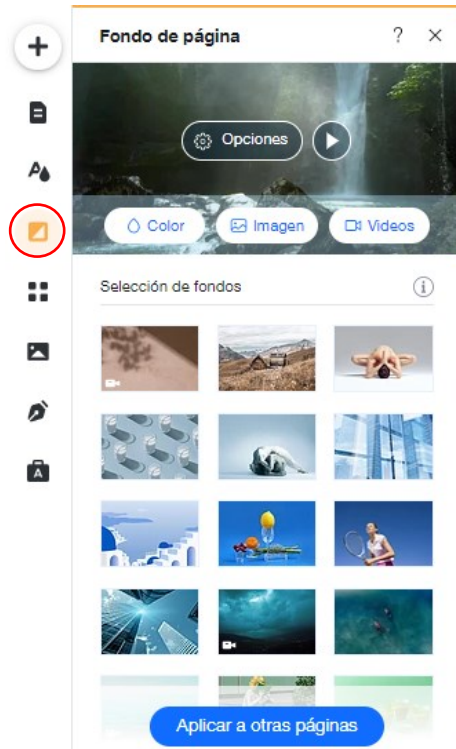 Fondo de página ? ×
Opciones
Color Imagen Videos
Selección de fondos i
Aplicar a otras páginas
A
A